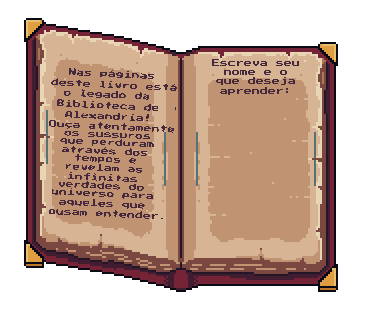 Nas páginas
deste livro está
o legado da
Biblioteca de
Alexandria!
Ouça atentamente
os sussuros
que perduram
através dos
tempos e
revelam as
infinitas
verdades do
universo para
aqueles que
ousam entender.
Escreva seu
nome e o
que deseja
aprender: